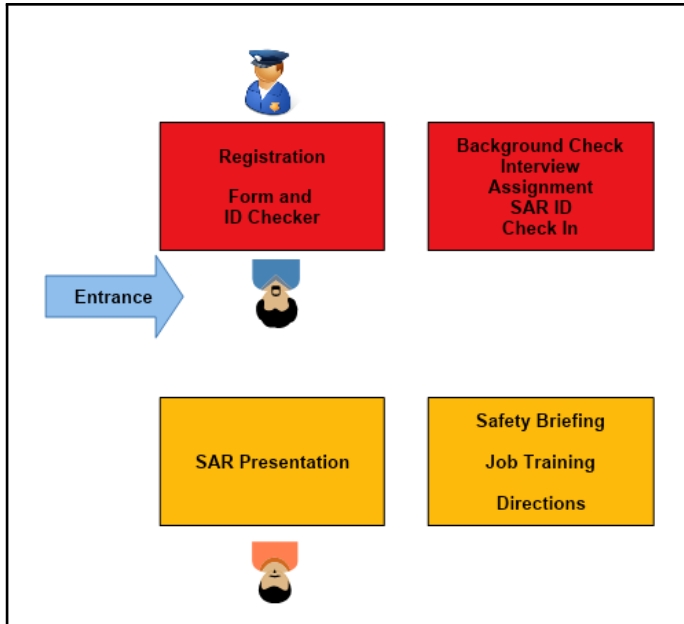 Registration
Form and
ID Checker
Background Check
Interview
Assignment
SAR ID
Check In
Entrance
SAR Presentation
Safety Briefing
Job Training
Directions